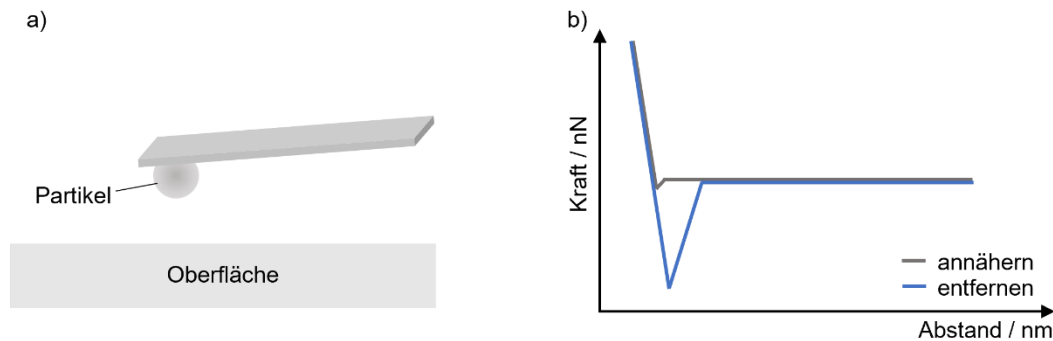 a)
Partikel
Oberfläche
b)
Kraft / nN
annähern
entfernen
Abstand / nm